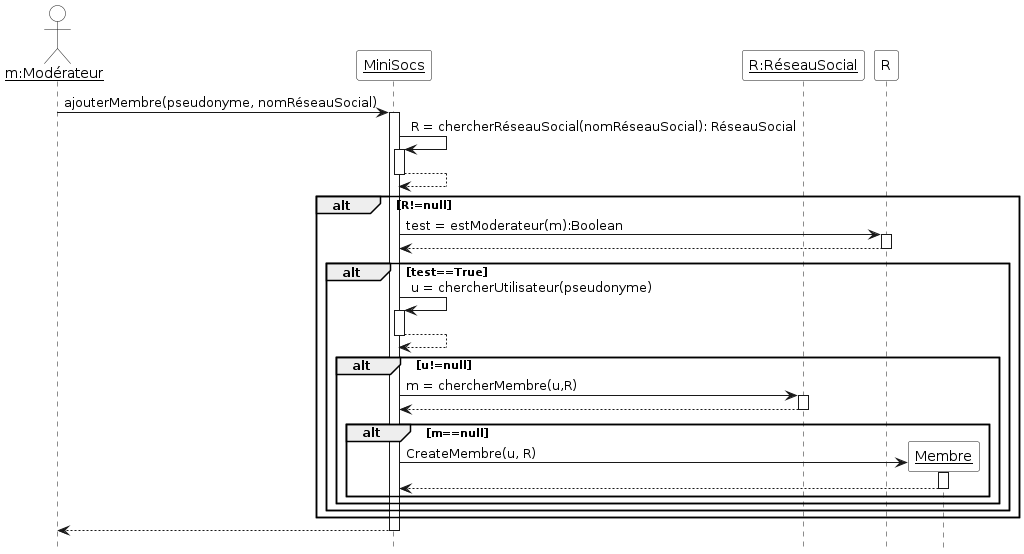 m:Modérateur
MiniSocs
R:RéseauSocial
R
ajouterMembre(pseudonyme, nomRéseauSocial)
R = chercherRéseauSocial(nomRéseauSocial): RéseauSocial
alt [R!=null]
test = estModerateur(m):Boolean
alt [test==True]
u = chercherUtilisateur(pseudonyme)
alt [u!=null]
m = chercherMembre(u,R)
alt [m==null]
CreateMembre(u, R)
Membre